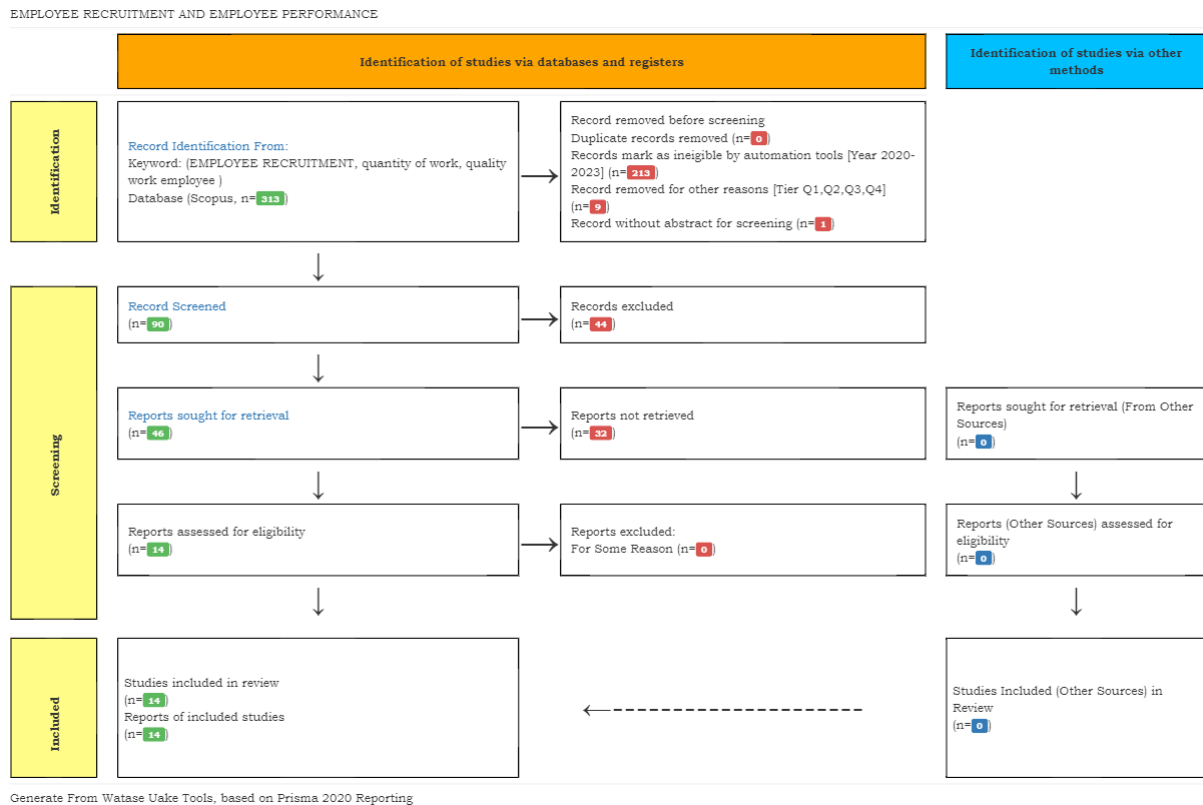 EMPLOYEE RECRUITMENT AND EMPLOYEE PERFORMANCE
Identification of studies via databases and registers
Identification of studies via other
methods
Identification
Record Identification From:
Keyword: (EMPLOYEE RECRUITMENT, quantity of work, quality
work employee )
Database (Scopus, n=313)
Record removed before screening
Duplicate records removed (n=0)
Records mark as ineigible by automation tools [Year 2020-
2023] (n=213)
Record removed for other reasons [Tier Q1,Q2,Q3,Q4]
(n=9)
Record without abstract for screening (n=1)
Screening
Record Screened
(n=90)
Records excluded
(n=44)
Reports sought for retrieval
(n=46)
Reports not retrieved
(n=32)
Reports sought for retrieval (From Other
Sources)
(n=0)
Reports assessed for eligibility
(n=14)
Reports excluded:
For Some Reason (n=0)
Reports (Other Sources) assessed for
eligibility
(n=0)
Included
Studies included in review
(n=14)
Reports of included studies
(n=14)
Studies Included (Other Sources) in
Review
(n=0)
Generate From Watase Uake Tools, based on Prisma 2020 Reporting